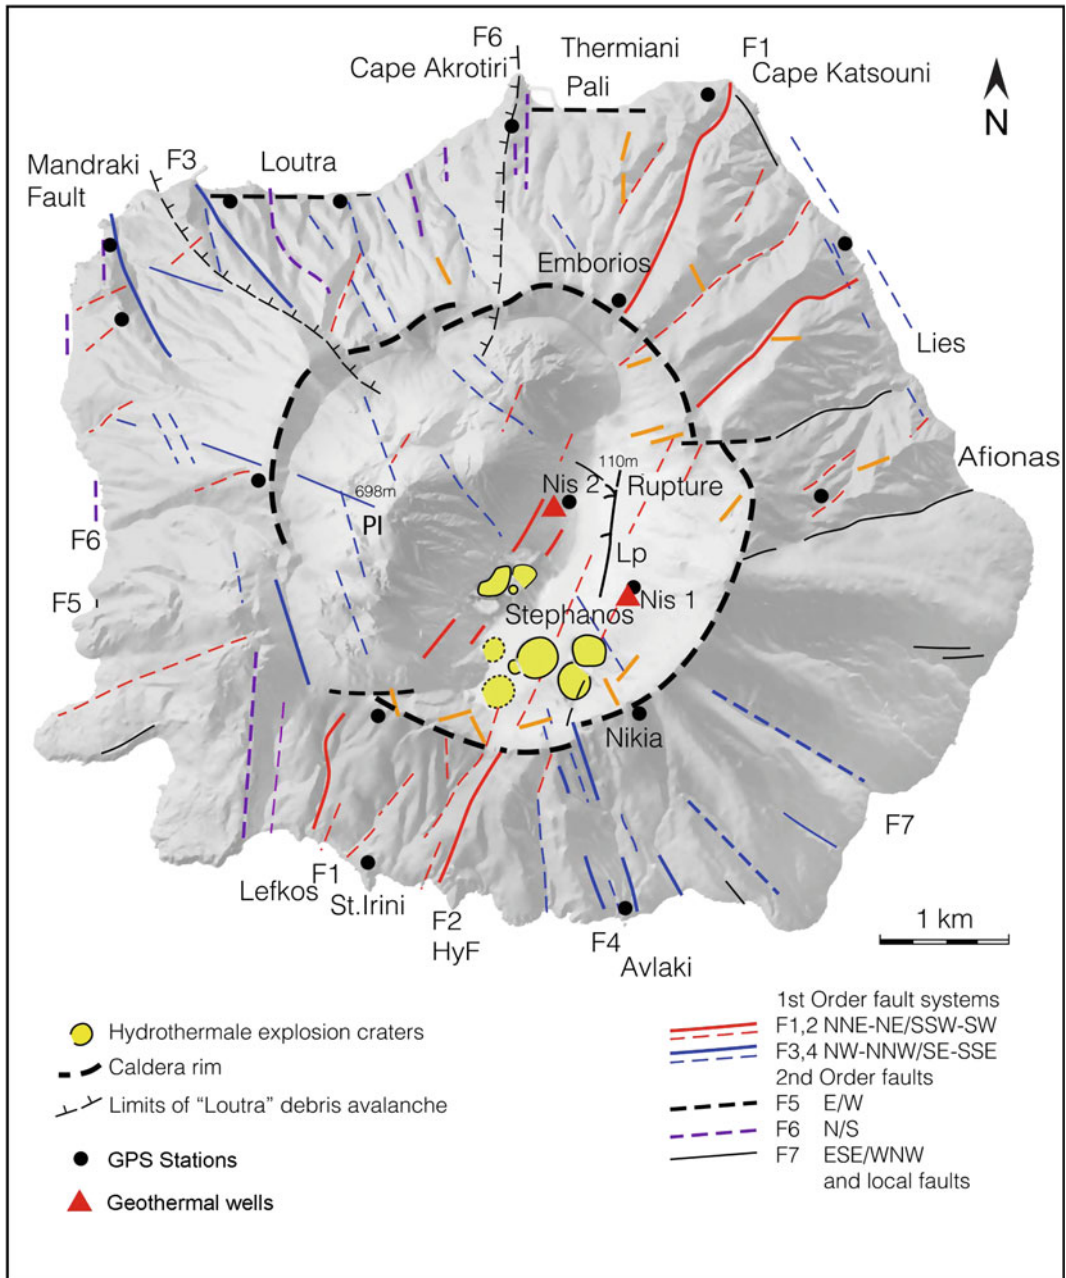 F6
Thermiani
F1
Cape Akrotiri
Pali
Cape Katsouni
N
Mandraki
Fault
F3
Loutra
Emborios
Lies
Afionas
110m
698m
Nis 2
Rupture
PI
F6
Lp
F5
Stephanos
Nis 1
Nikia
F7
Lefkos
F1
St.Irini
F2
HyF
F4
Avlaki
1 km
Hydrothermale explosion craters
Caldera rim
Limits of “Loutra” debris avalanche
GPS Stations
Geothermal wells
1st Order fault systems
F1,2 NNE-NE/SSW-SW
F3,4 NW-NNW/SE-SSE
2nd Order faults
F5 E/W
F6 N/S
F7 ESE/WNW
and local faults